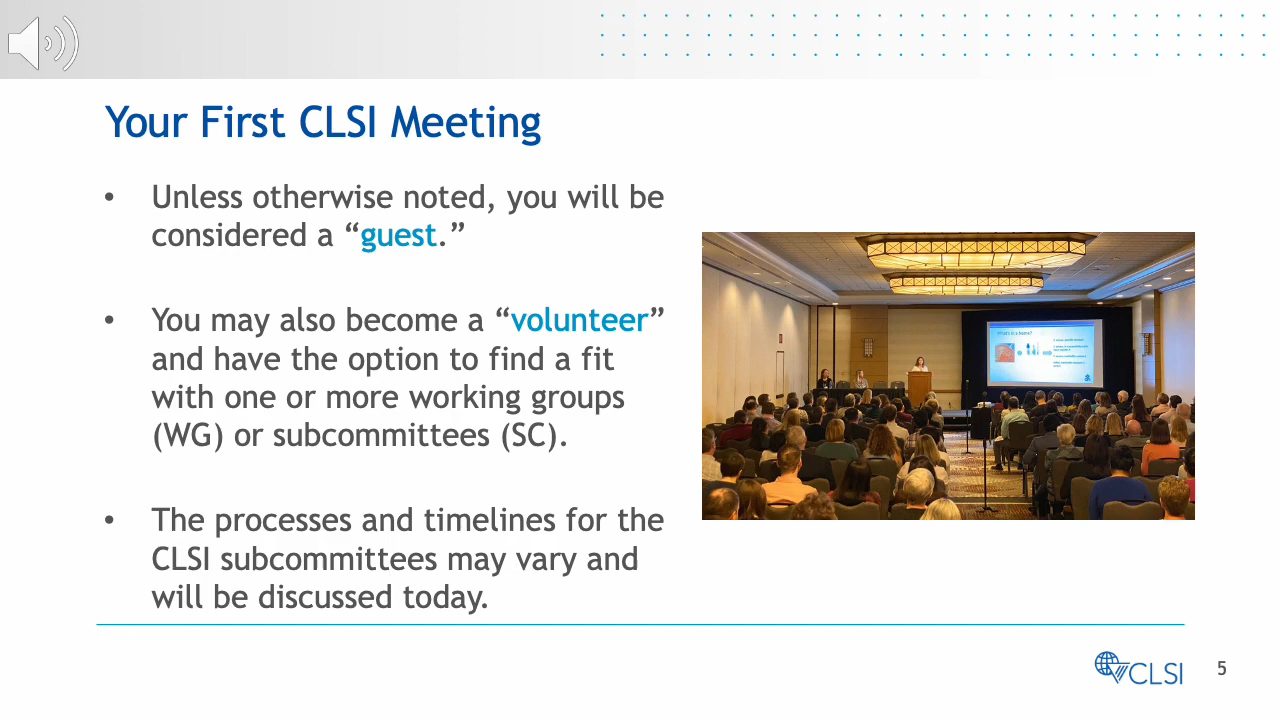 Your First CLSI Meeting
• Unless otherwise noted, you will be
considered a “guest.”
• You may also become a “volunteer”
and have the option to find a fit
with one or more working groups
(WG) or subcommittees (SC).
• The processes and timelines for the
CLSI subcommittees may vary and
will be discussed today.
CLSI
5